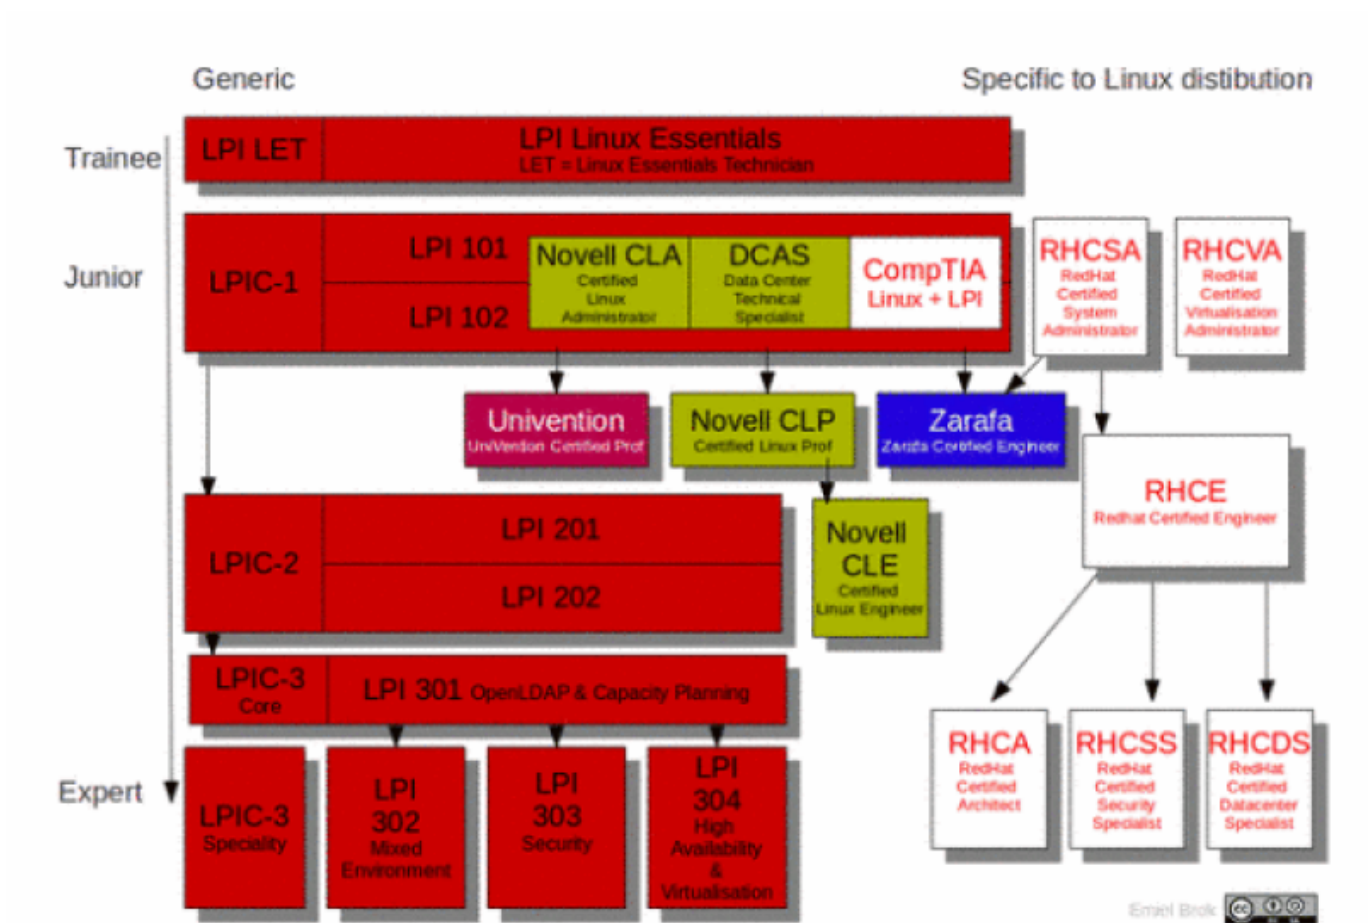 Generic
Specific to Linux distibution
Trainee
LPI LET
LPI Linux Essentials
LET = Linux Essentials Technician
Junior
LPIC-1
LPI 101
LPI 102
Novell CLA
Certified
Linux
Administrator
DCAS
Data Center
Technical
Specialist
CompTIA
Linux + LPI
RHCSA
RedHat
Certified
System
Administrator
RHCVA
RedHat
Certified
Virtualisation
Administrator
Univention
UniVention Certified Prof
Novell CLP
Certified Linux Prof
Zarafa
Zarafa Certified Engineer
RHCE
Redhat Certified Engineer
LPIC-2
LPI 201
LPI 202
Novell
CLE
Certified
Linux Engineer
LPIC-3
Core
LPI 301 OpenLDAP & Capacity Planning
Expert
LPIC-3
Speciality
LPI
302
Mixed
Environment
LPI
303
Security
LPI
304
High
Availability
&
Virtualisation
RHCA
RedHat
Certified
Architect
RHCSS
RedHat
Certified
Security
Specialist
RHCDS
RedHat
Certified
Datacenter
Specialist
Emiel Brok
cc